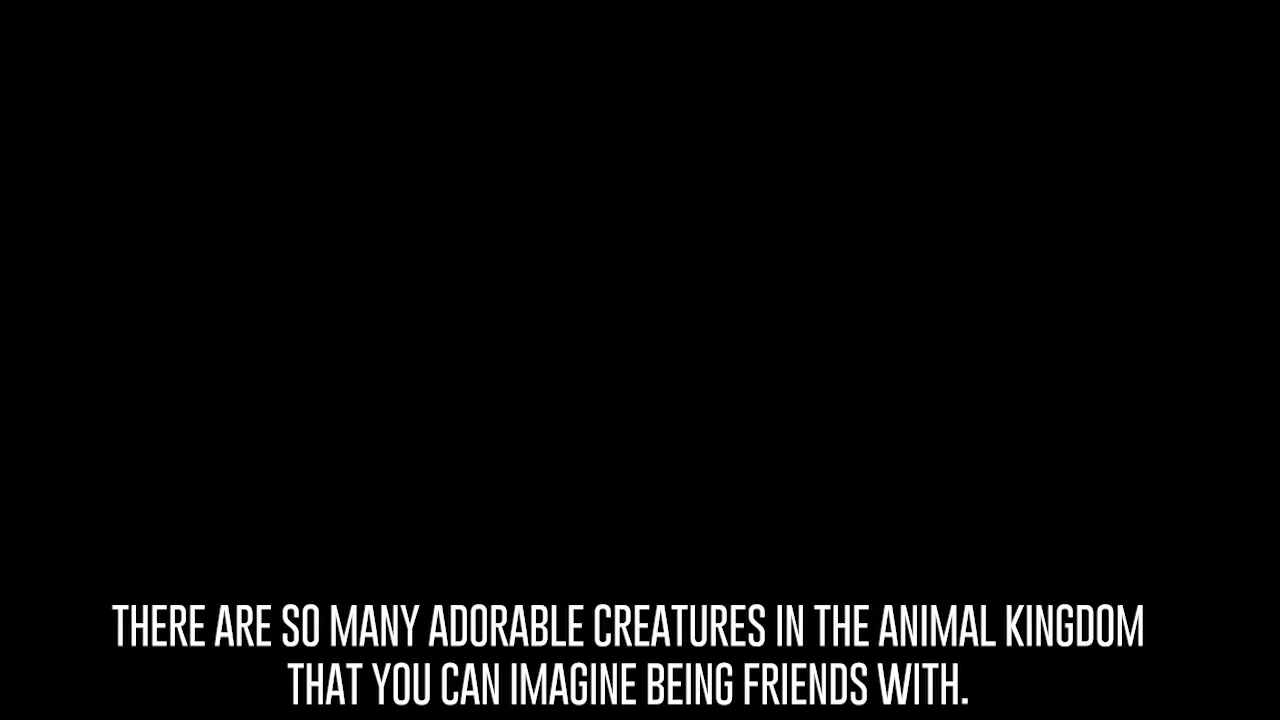 THERE ARE SO MANY ADORABLE CREATURES IN THE ANIMAL KINGDOM
THAT YOU CAN IMAGINE BEING FRIENDS WITH.